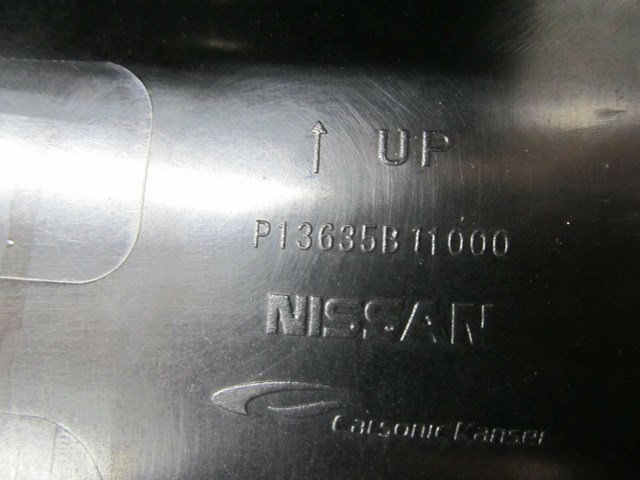 ↑ UP
P13635B11000
NISSAN
Calsonic Kansei